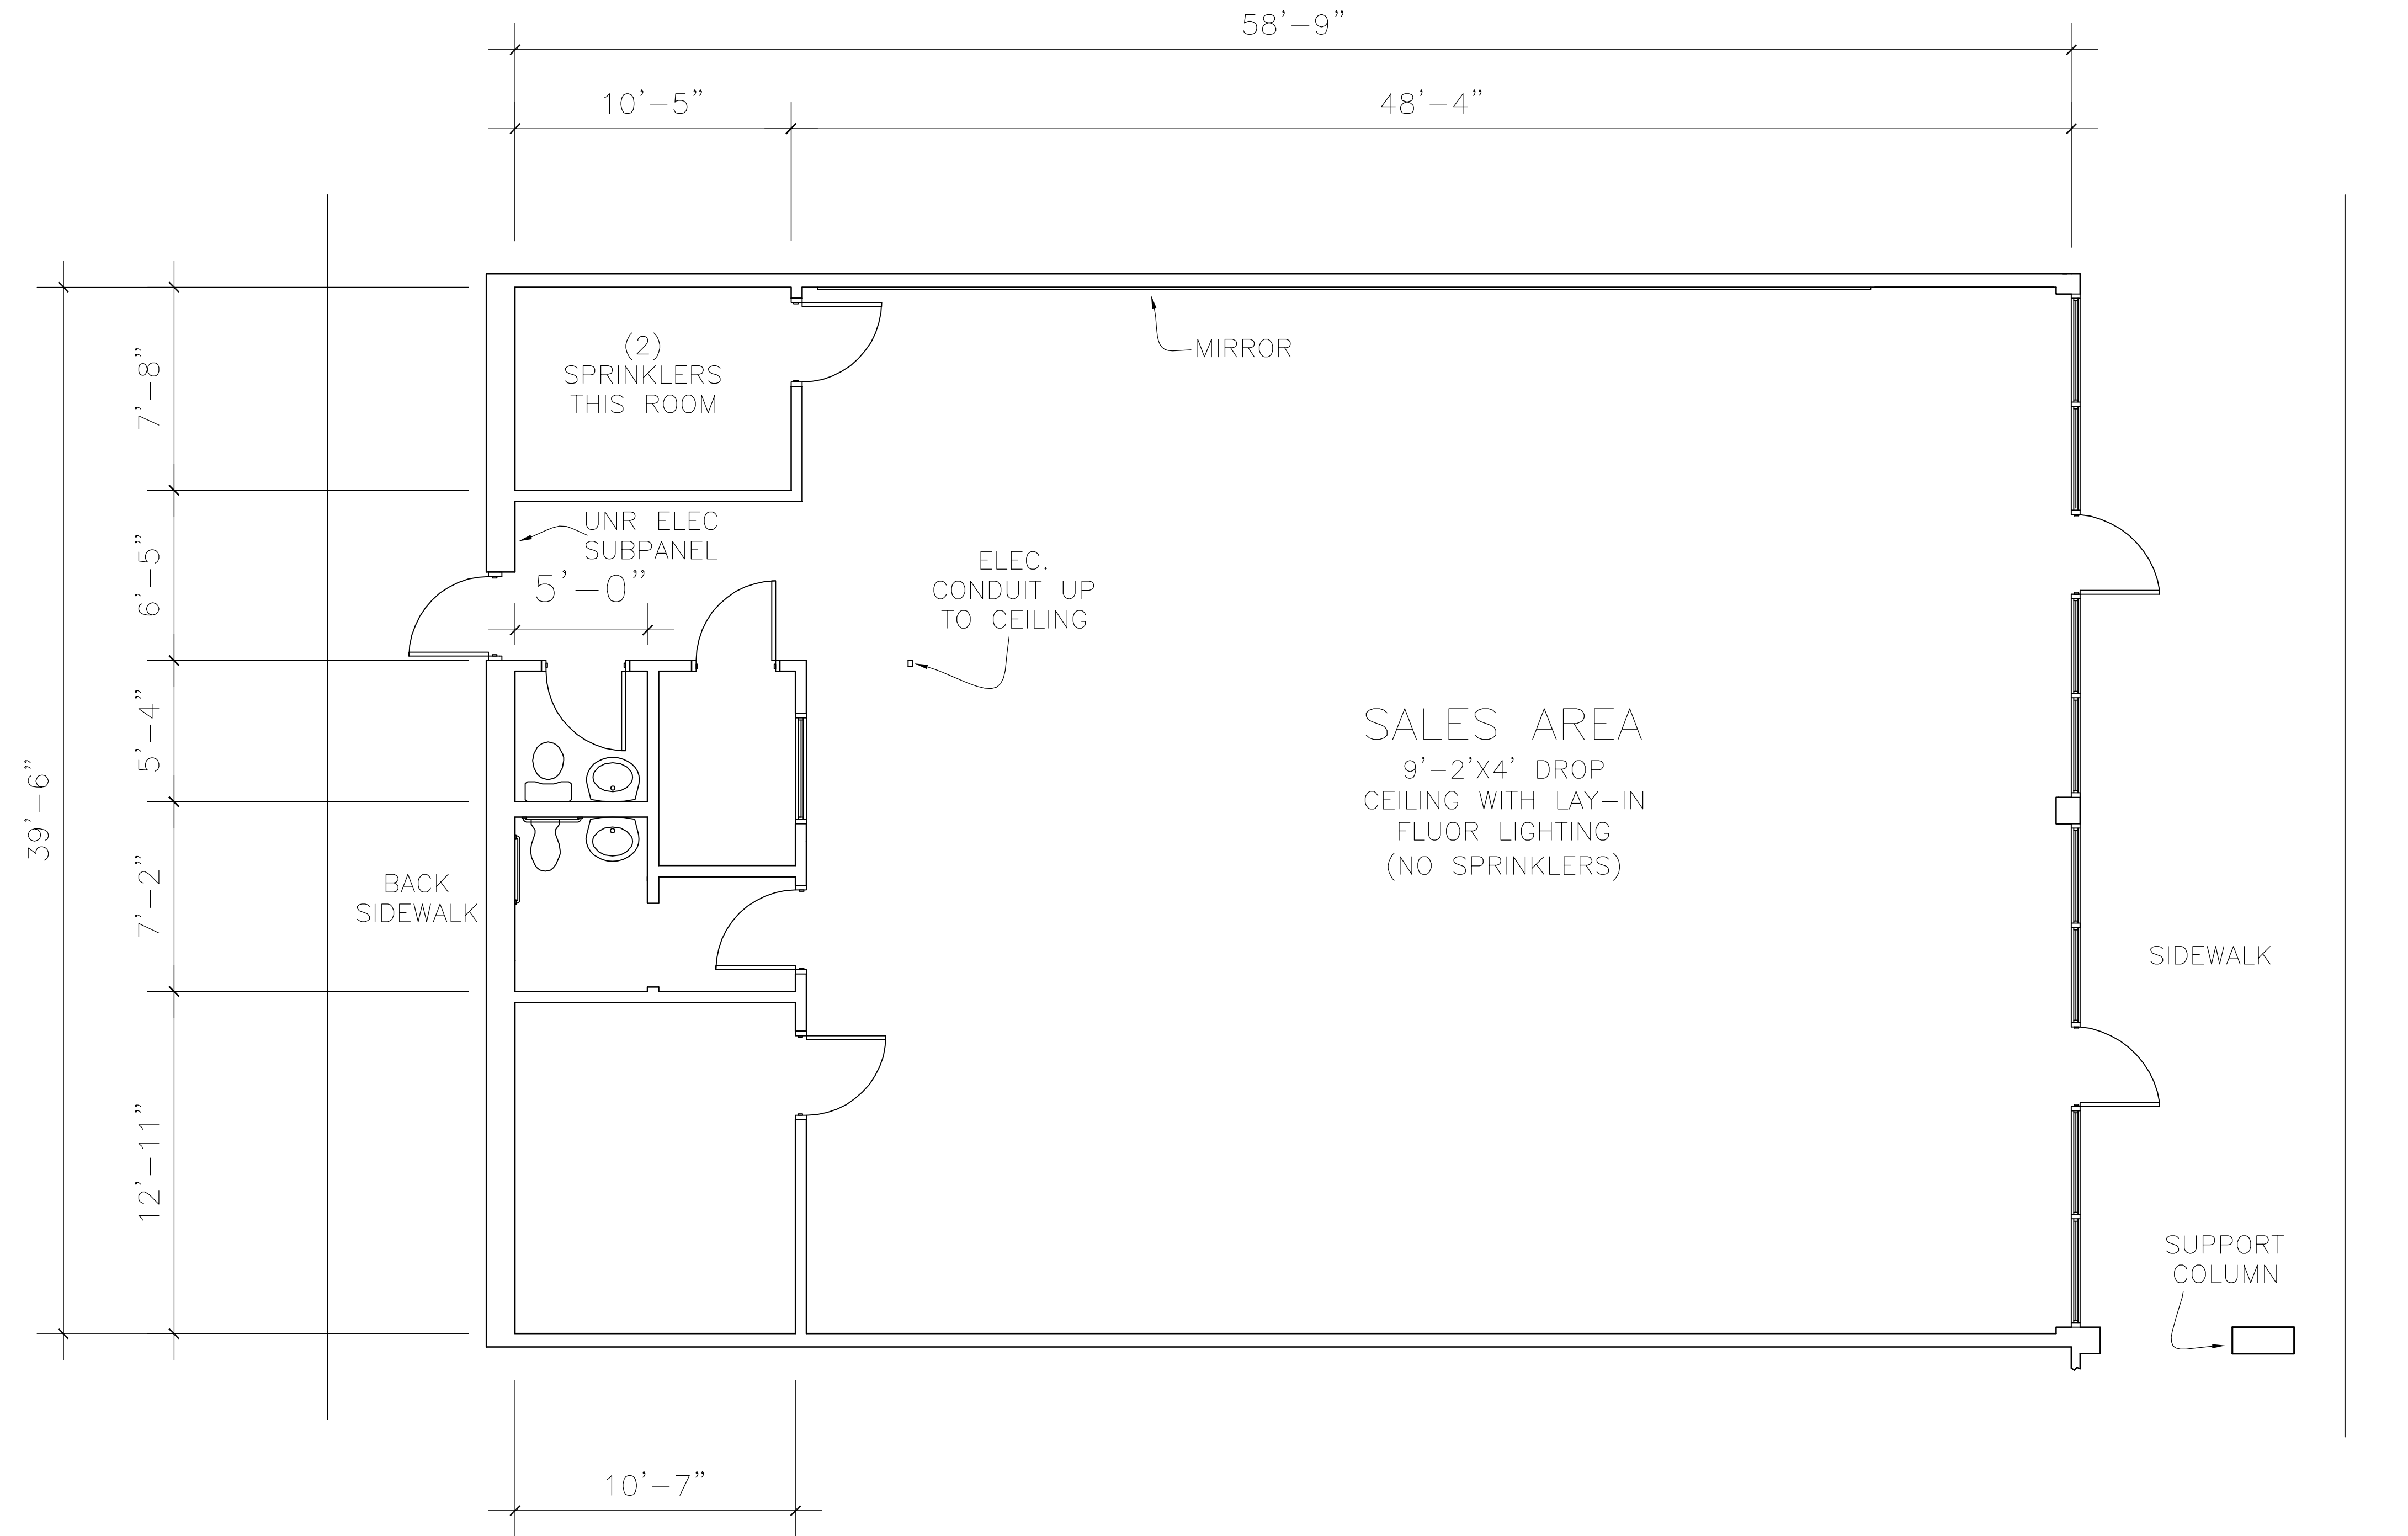 58’–9”
10’–5”
48’–4”
39’–6”
7’–8”
6’–5”
5’–4”
7’–2”
12’–11”
(2)
SPRINKLERS
THIS ROOM
MIRROR
UNR ELEC
SUBPANEL
5’–0”
ELEC.
CONDUIT UP
TO CEILING
SALES AREA
9’–2’X4’ DROP
CEILING WITH LAY–IN
FLUOR LIGHTING
(NO SPRINKLERS)
BACK
SIDEWALK
SIDEWALK
SUPPORT
COLUMN
10’–7”